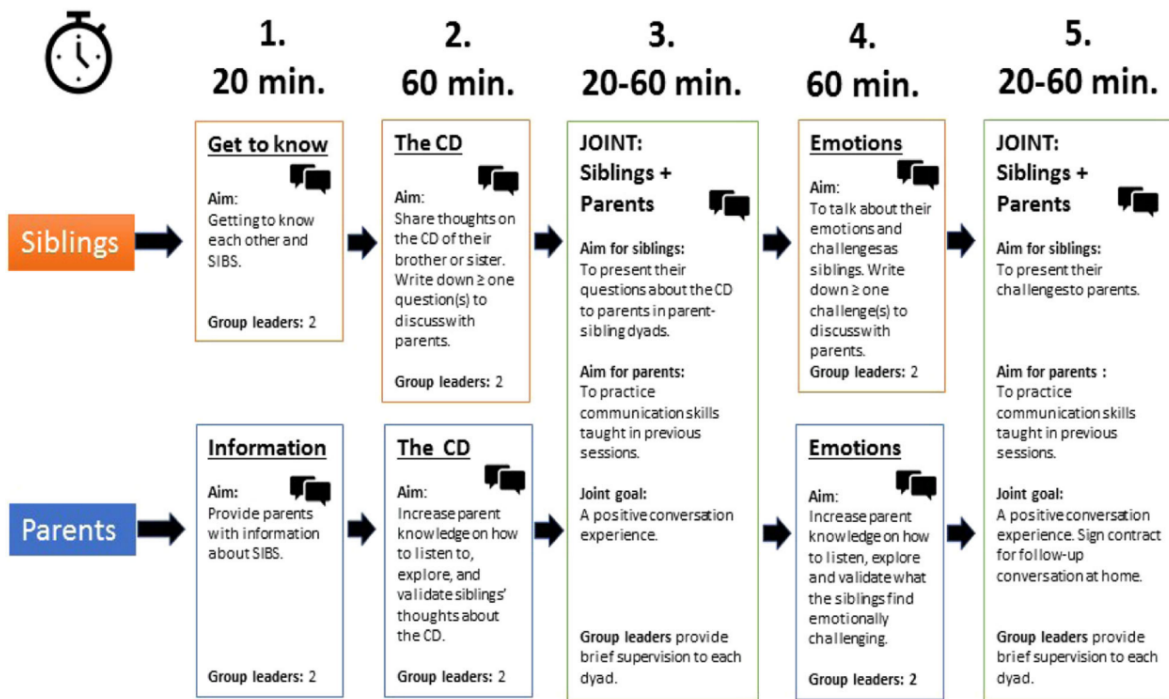 1.
20 min.
2.
60 min.
3.
20-60 min.
4.
60 min.
5.
20-60 min.
Siblings
Get to know
Aim:
Getting to know
each other and
SIBS.
Group leaders: 2
The CD
Aim:
Share thoughts on
the CD of their
brother or sister.
Write down ≥ one
question(s) to
discusswith
parents.
Group leaders: 2
JOINT:
Siblings +
Parents
Aim for siblings:
To present their
questions about the CD
to parents in parent-
sibling dyads.
Aim for parents:
To practice
communication skills
taught in previous
sessions.
Joint goal:
A positive conversation
experience.
Group leaders provide
brief supervision to each
dyad.
Emotions
Aim:
To talk about their
emotions and
challengesas
siblings. Write
down ≥ one
challenge(s) to
discusswith
parents.
Group leaders: 2
JOINT:
Siblings +
Parents
Aim for siblings:
To present their
challengesto parents.
Aim for parents :
To practice
communication skills
taught in previous
sessions.
Joint goal:
A positive conversation
experience. Sign contract
for follow-up
conversation at home.
Group leaders provide
brief supervision to each
dyad.
Parents
Information
Aim:
Provide parents
with information
about SIBS.
Group leaders: 2
The CD
Aim:
Increase parent
knowledge on how
to listen to,
explore, and
validate siblings'
thoughts about
the CD.
Group leaders: 2
Emotions
Aim:
Increase parent
knowledge on how
to listen, explore
and validate what
the siblings find
emotionally
challenging.
Group leaders: 2